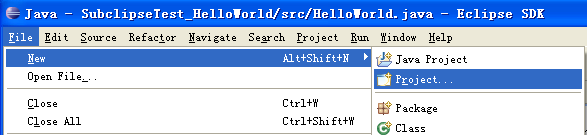 Java - SubclipseTest_HelloWorld/src/HelloWorld.java - Eclipse SDK
File Edit Source Refactor Navigate Search Project Run Window Help
New Alt+Shift+N Java Project
Open File... Project...
Close Ctrl+W Package
Close All Ctrl+Shift+W Class